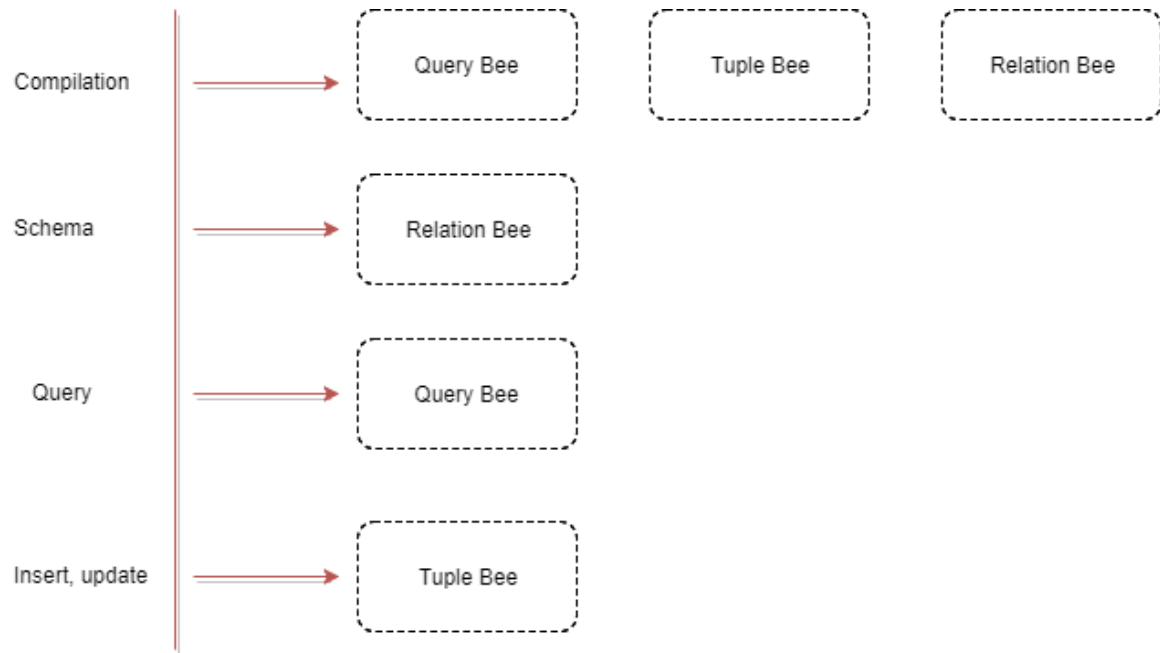 Compilation
Query Bee
Tuple Bee
Relation Bee
Schema
Relation Bee
Query
Query Bee
Insert, update
Tuple Bee